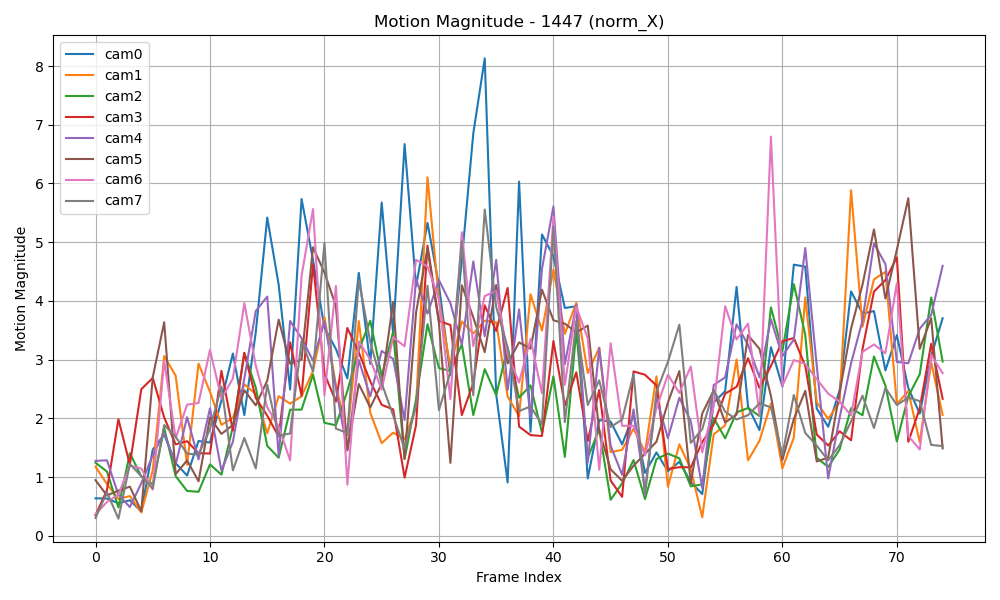 Motion Magnitude - 1447 (norm_X)
cam0
cam1
cam2
cam3
cam4
cam5
cam6
cam7
Motion Magnitude
8
7
6
5
4
3
2
1
0
0 10 20 30 40 50 60 70
Frame Index